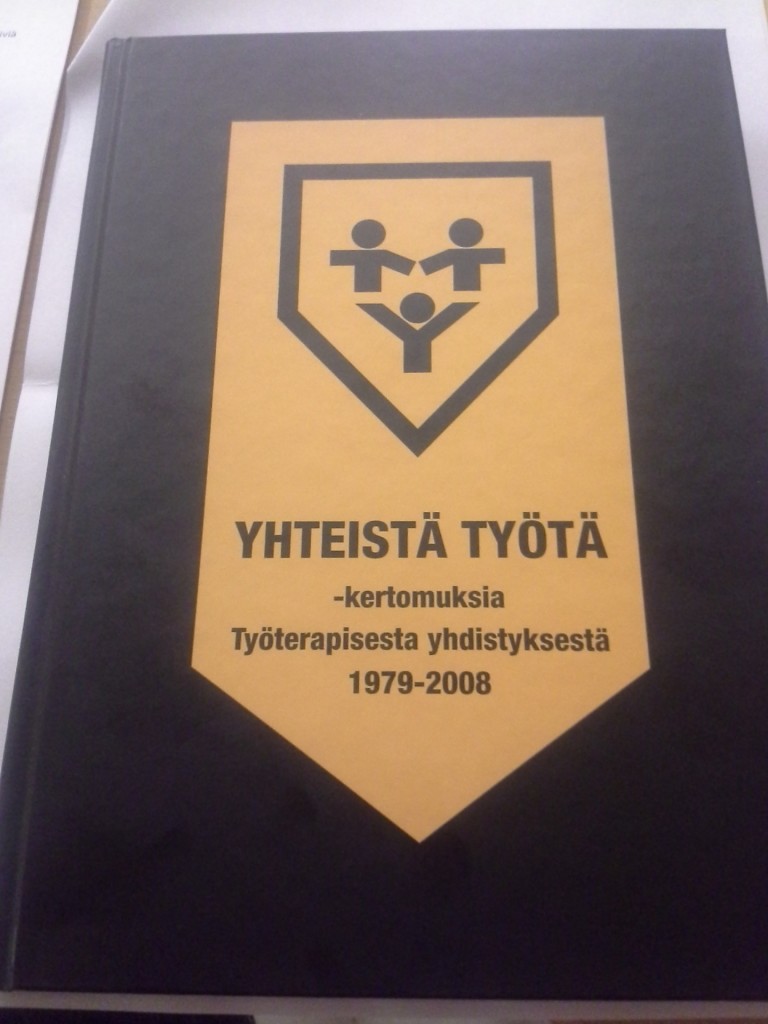 YHTEISTÄ TYÖTÄ
-kertomuksia
Työterapisesta yhdistyksestä
1979-2008